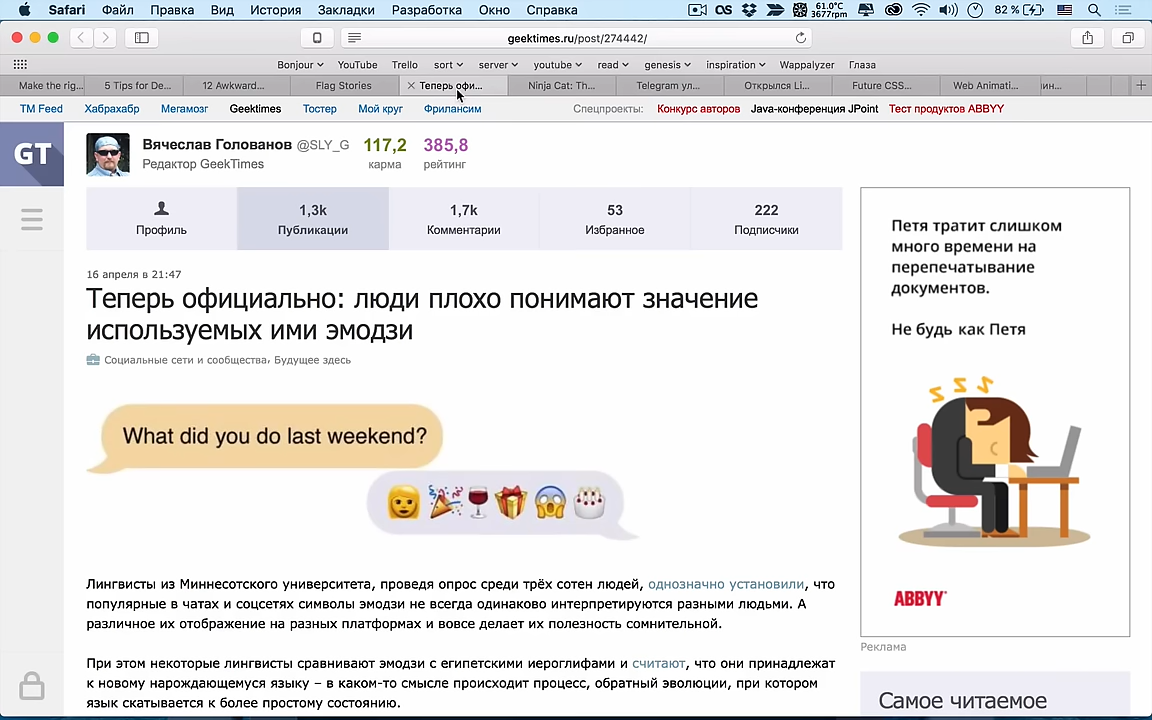 Safari Файл Правка Вид История Закладки Разработка Окно Справка 61.0°C 3677rpm 82 %
geektimes.ru/post/274442/
Bonjour YouTube Trello sort server youtube read genesis inspiration Wappalyzer Глаза
Make the rig... 5 Tips for De... 12 Awkward... Flag Stories Теперь офи... Ninja Cat: Th... Telegram ул... Открылся Li... Future CSS... Web Animati...
TM Feed Хабрахабр Мегамозг Geektimes Тостер Мой круг Фрилансим Спецпроекты: Конкурс авторов Java-конференция JPoint Тест продуктов ABBYY
GT
Вячеслав Голованов @SLY_G 117,2 385,8
Редактор GeekTimes карма рейтинг
1,3k 1,7k 53 222
Профиль Публикации Комментарии Избранное Подписчики
16 апреля в 21:47
Теперь официально: люди плохо понимают значение
используемых ими эмодзи
Социальные сети и сообщества, Будущее здесь
What did you do last weekend?
Лингвисты из Миннесотского университета, проведя опрос среди трёх сотен людей, однозначно установили, что
популярные в чатах и соцсетях символы эмодзи не всегда одинаково интерпретируются разными людьми. А
различное их отображение на разных платформах и вовсе делает их полезность сомнительной.
При этом некоторые лингвисты сравнивают эмодзи с египетскими иероглифами и считают, что они принадлежат
к новому нарождающемуся языку – в каком-то смысле происходит процесс, обратный эволюции, при котором
язык скатывается к более простому состоянию.
Петя тратит слишком
много времени на
перепечатывание
документов.
Не будь как Петя
z z z
ABBYY
Реклама
Самое читаемое